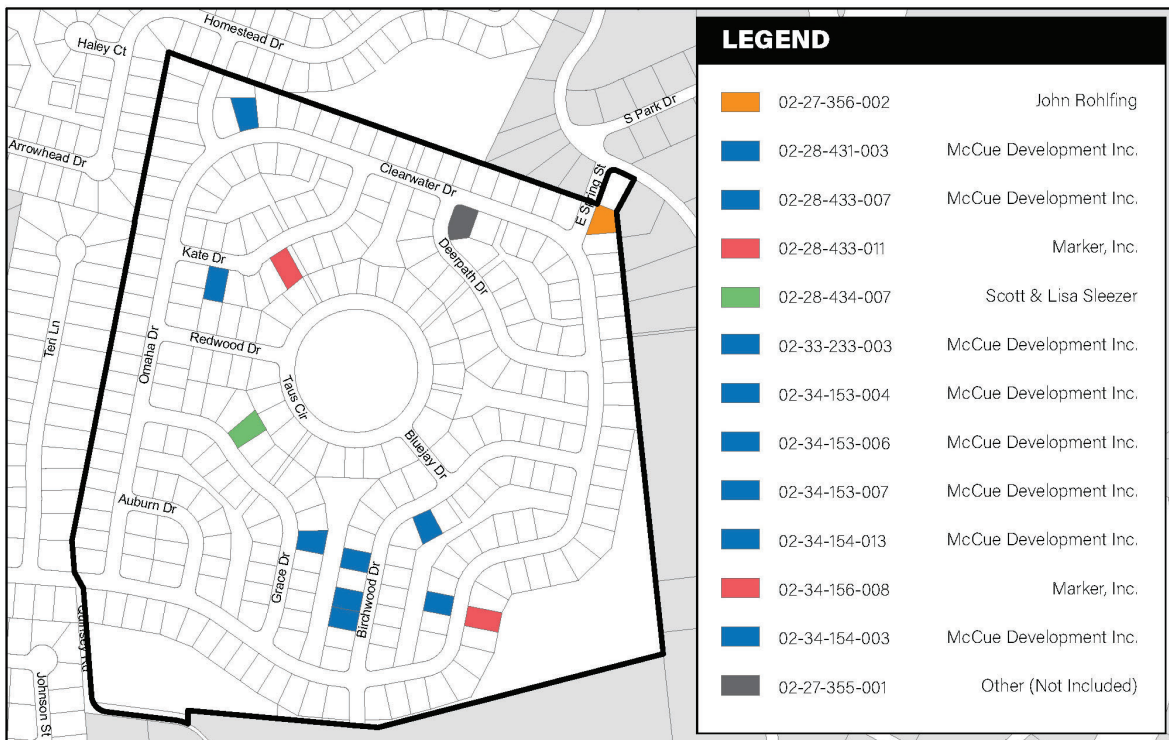 Homestead Dr
Haley Ct
Arrowhead Dr
S Park Dr
E Spring St
Clearwater Dr
Deerpath Dr
Kate Dr
Teri Ln
Omaha Dr
Redwood Dr
Taus Cir
Bluejay Dr
Auburn Dr
Grace Dr
Birchwood Dr
Johnson St
LEGEND
02-27-356-002 John Rohlfing
02-28-431-003 McCue Development Inc.
02-28-433-007 McCue Development Inc.
02-28-433-011 Marker, Inc.
02-28-434-007 Scott & Lisa Sleezer
02-33-233-003 McCue Development Inc.
02-34-153-004 McCue Development Inc.
02-34-153-006 McCue Development Inc.
02-34-153-007 McCue Development Inc.
02-34-154-013 McCue Development Inc.
02-34-156-008 Marker, Inc.
02-34-154-003 McCue Development Inc.
02-27-355-001 Other (Not Included)